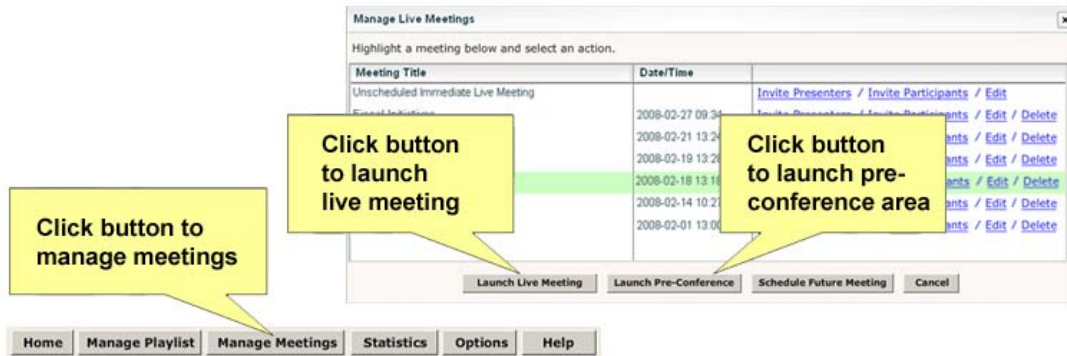 Manage Live Meetings
Highlight a meeting below and select an action.
Meeting Title Date/Time
Unscheduled Immediate Live Meeting Invite Presenters / Invite Participants / Edit
2008-02-27 09:34 Invite Presenters / Invite Participants / Edit / Delete
2008-02-21 13:24 / Edit / Delete
2008-02-19 13:28 / Edit / Delete
2008-02-18 13:18 / Edit / Delete
2008-02-14 10:27 / Edit / Delete
2008-02-01 13:00 / Edit / Delete
Click button
to launch
live meeting
Click button
to launch pre-
conference area
Click button to
manage meetings
Launch Live Meeting Launch Pre-Conference Schedule Future Meeting Cancel
Home Manage Playlist Manage Meetings Statistics Options Help